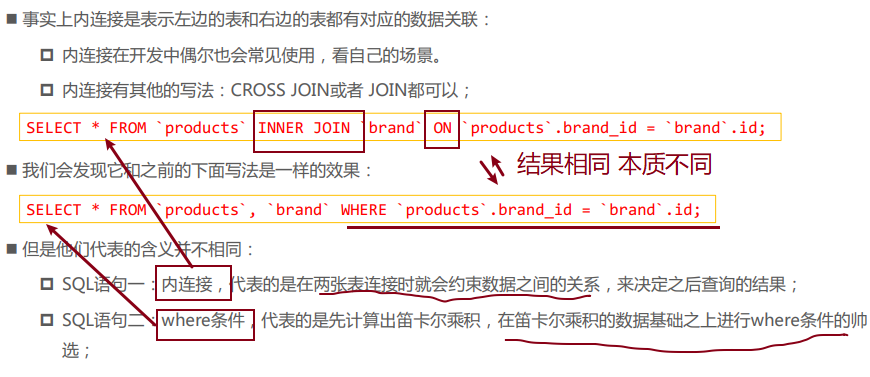 事实上内连接是表示左边的表和右边的表都有对应的数据关联：
内连接在开发中偶尔也会常见使用，看自己的场景。
内连接有其他的写法：CROSS JOIN或者 JOIN都可以；
SELECT * FROM `products` INNER JOIN `brand` ON `products`.brand_id = `brand`.id;
我们会发现它和之前的下面写法是一样的效果：
结果相同 本质不同
SELECT * FROM `products`, `brand` WHERE `products`.brand_id = `brand`.id;
但是他们代表的含义并不相同：
SQL语句一：内连接，代表的是在两张表连接时就会约束数据之间的关系，来决定之后查询的结果；
SQL语句二：where条件，代表的是先计算出笛卡尔乘积，在笛卡尔乘积的数据基础之上进行where条件的帅
选；